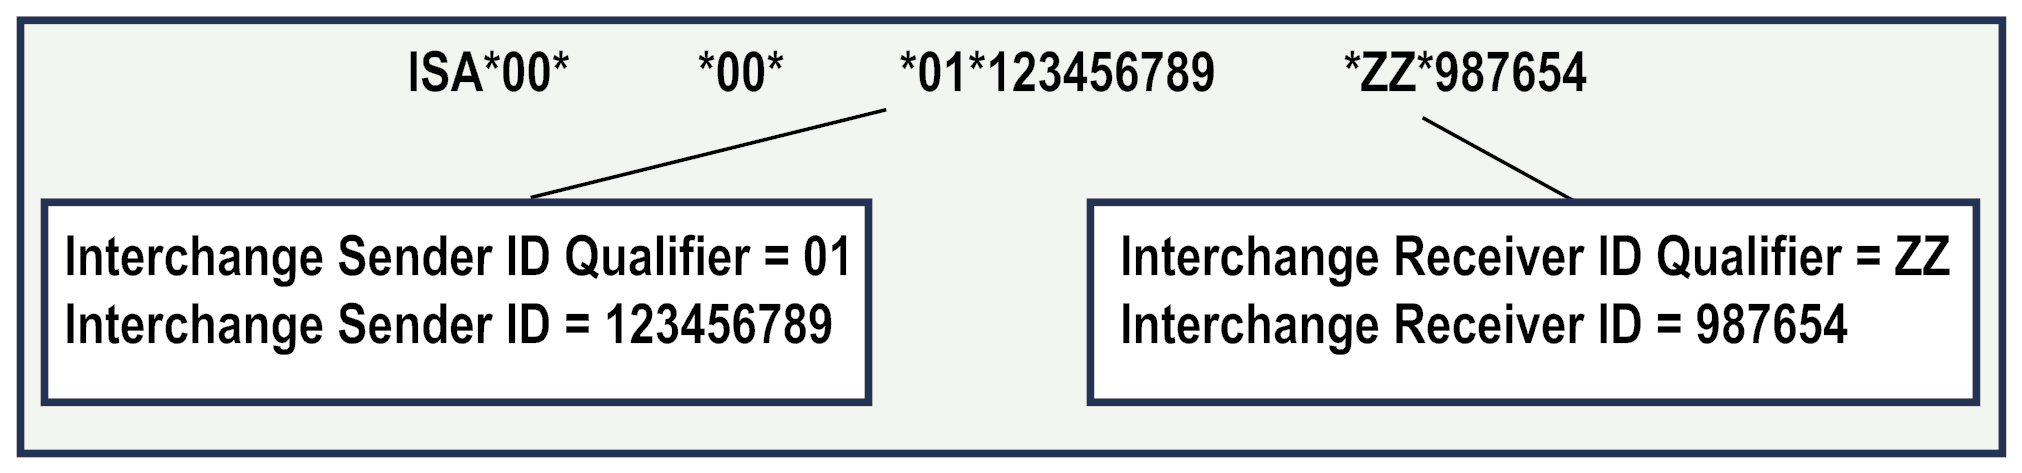 ISA*00*          *00*          *01*123456789      *ZZ*987654
Interchange Sender ID Qualifier = 01
Interchange Sender ID = 123456789
Interchange Receiver ID Qualifier = ZZ
Interchange Receiver ID = 987654